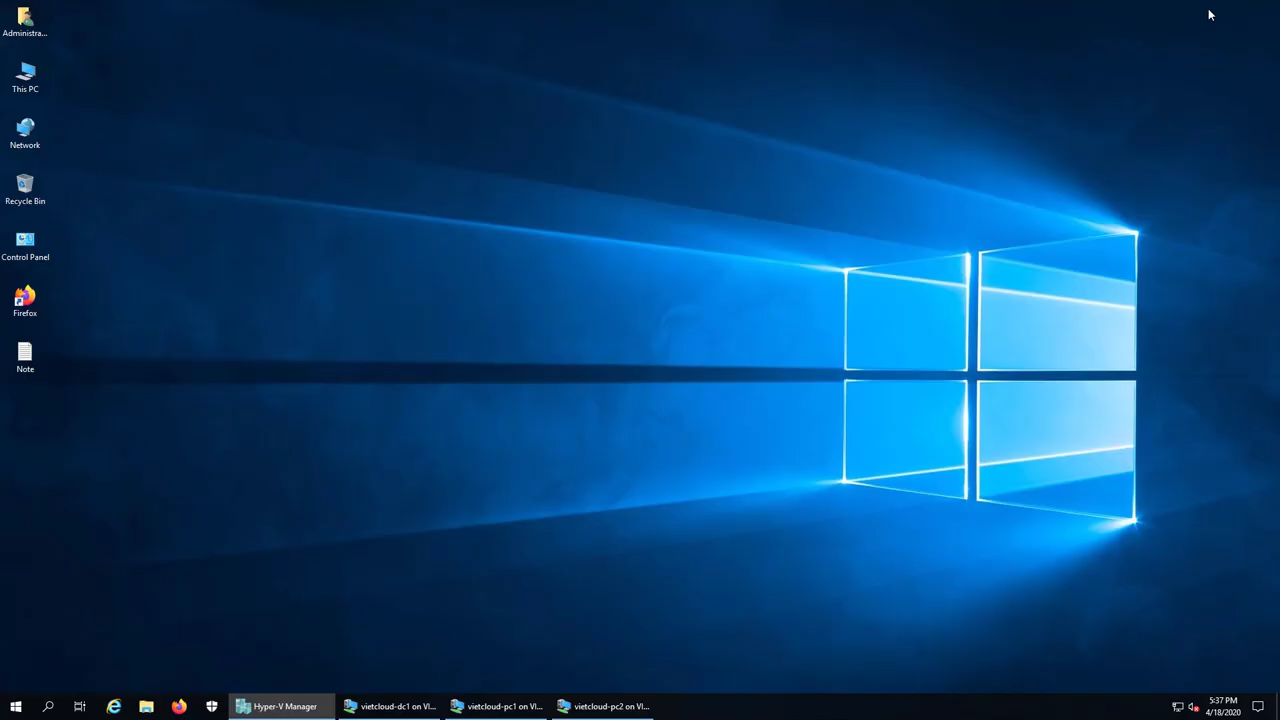 Administra...
This PC
Network
Recycle Bin
Control Panel
Firefox
Note
Hyper-V Manager
vietcloud-dc1 on VI...
vietcloud-pc1 on VI...
vietcloud-pc2 on VI...
5:37 PM
4/18/2020